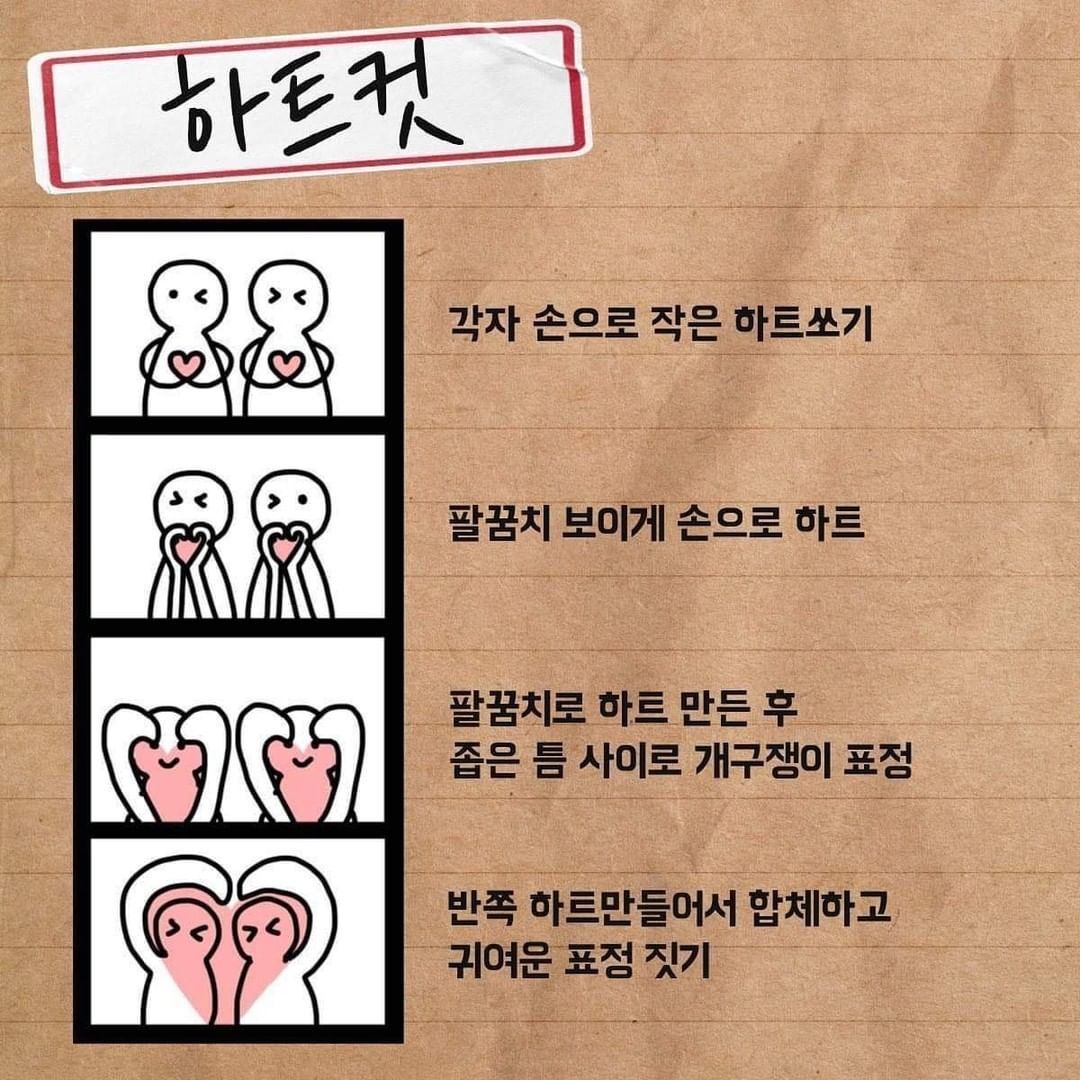 하트컷
각자 손으로 작은 하트쏘기
팔꿈치 보이게 손으로 하트
팔꿈치로 하트 만든 후
좁은 틈 사이로 개구쟁이 표정
반쪽 하트만들어서 합체하고
귀여운 표정 짓기